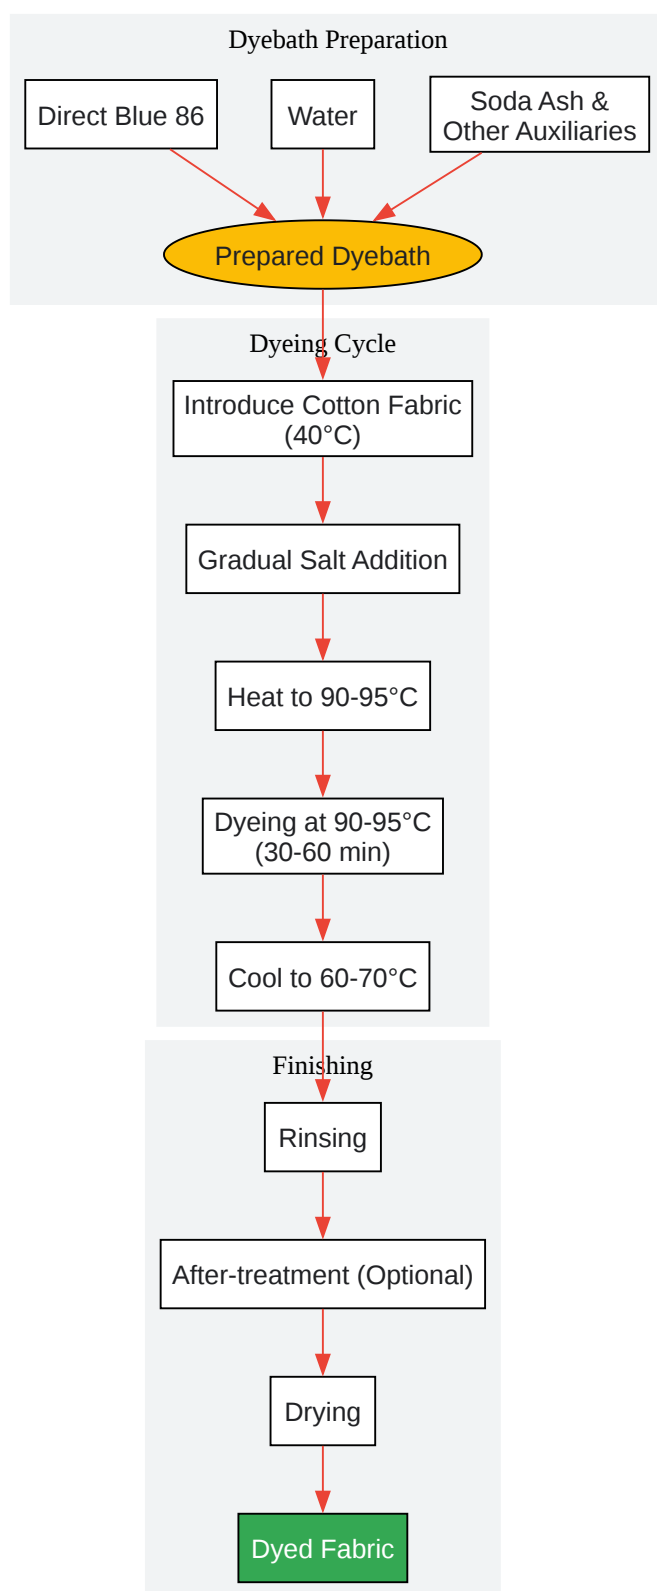 Dyebath Preparation
Direct Blue 86
Water
Soda Ash &
Other Auxiliaries
Prepared Dyebath
Dyeing Cycle
Introduce Cotton Fabric
(40°C)
Gradual Salt Addition
Heat to 90-95°C
Dyeing at 90-95°C
(30-60 min)
Cool to 60-70°C
Finishing
Rinsing
After-treatment (Optional)
Drying
Dyed Fabric